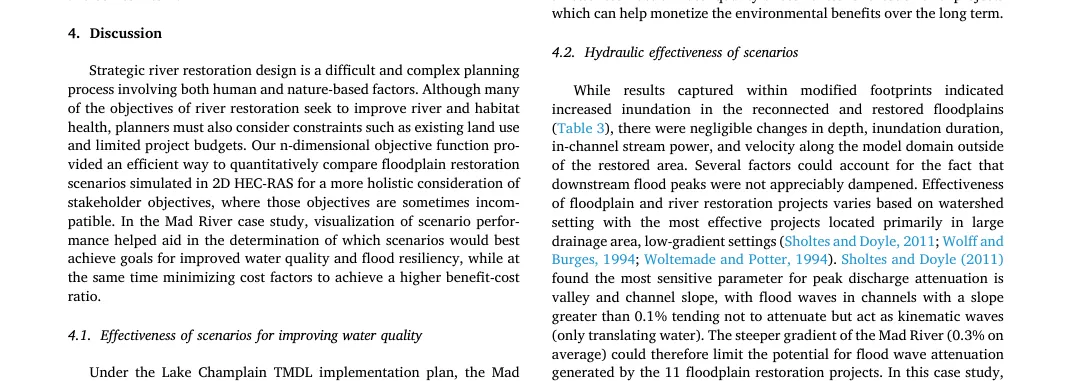 4. Discussion
Strategic river restoration design is a difficult and complex planning
process involving both human and nature-based factors. Although many
of the objectives of river restoration seek to improve river and habitat
health, planners must also consider constraints such as existing land use
and limited project budgets. Our n-dimensional objective function pro-
vided an efficient way to quantitatively compare floodplain restoration
scenarios simulated in 2D HEC-RAS for a more holistic consideration of
stakeholder objectives, where those objectives are sometimes incom-
patible. In the Mad River case study, visualization of scenario perfor-
mance helped aid in the determination of which scenarios would best
achieve goals for improved water quality and flood resiliency, while at
the same time minimizing cost factors to achieve a higher benefit-cost
ratio.
4.1. Effectiveness of scenarios for improving water quality
Under the Lake Champlain TMDL implementation plan, the Mad
which can help monetize the environmental benefits over the long term.
4.2. Hydraulic effectiveness of scenarios
While results captured within modified footprints indicated
increased inundation in the reconnected and restored floodplains
(Table 3), there were negligible changes in depth, inundation duration,
in-channel stream power, and velocity along the model domain outside
of the restored area. Several factors could account for the fact that
downstream flood peaks were not appreciably dampened. Effectiveness
of floodplain and river restoration projects varies based on watershed
setting with the most effective projects located primarily in large
drainage area, low-gradient settings (Sholtes and Doyle, 2011; Wolff and
Burges, 1994; Woltemade and Potter, 1994). Sholtes and Doyle (2011)
found the most sensitive parameter for peak discharge attenuation is
valley and channel slope, with flood waves in channels with a slope
greater than 0.1% tending not to attenuate but act as kinematic waves
(only translating water). The steeper gradient of the Mad River (0.3% on
average) could therefore limit the potential for flood wave attenuation
generated by the 11 floodplain restoration projects. In this case study,